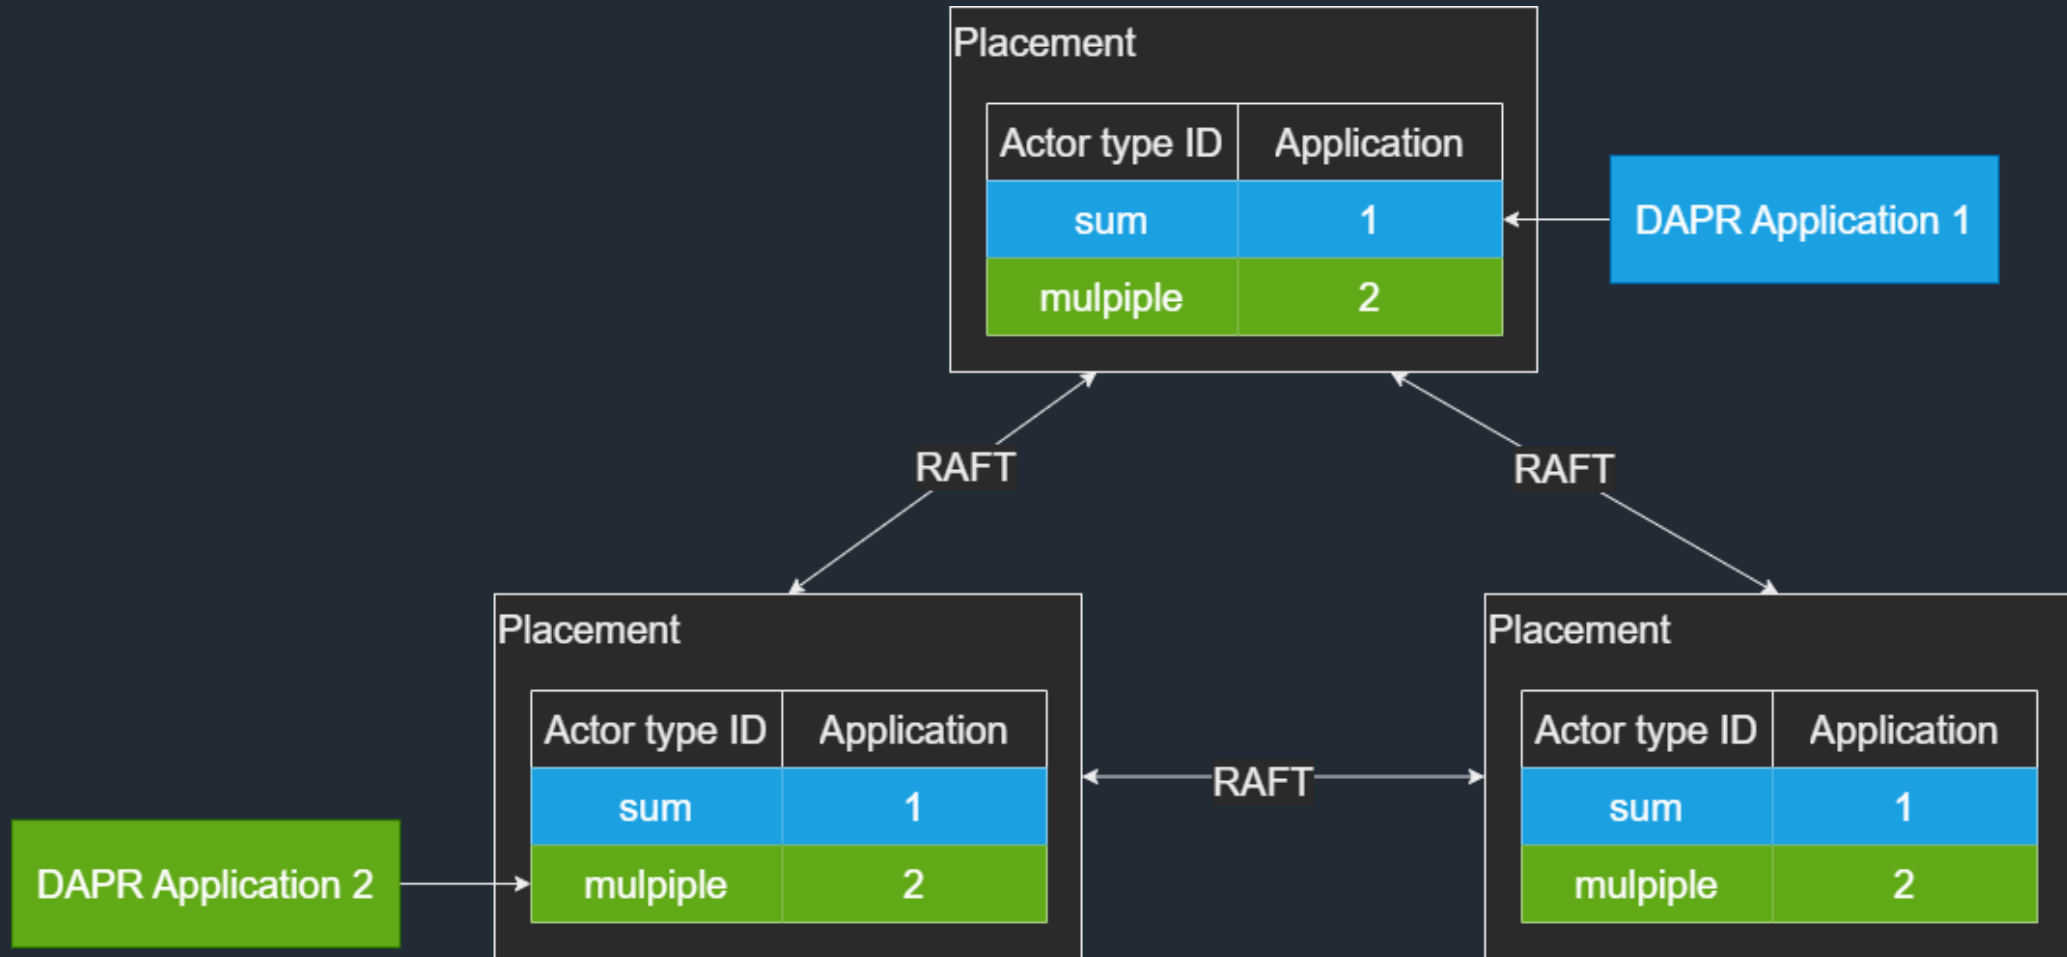 Placement
Actor type ID Application
sum 1
mulpiple 2
DAPR Application 1
RAFT
RAFT
Placement
Actor type ID Application
sum 1
mulpiple 2
DAPR Application 2
RAFT
Placement
Actor type ID Application
sum 1
mulpiple 2